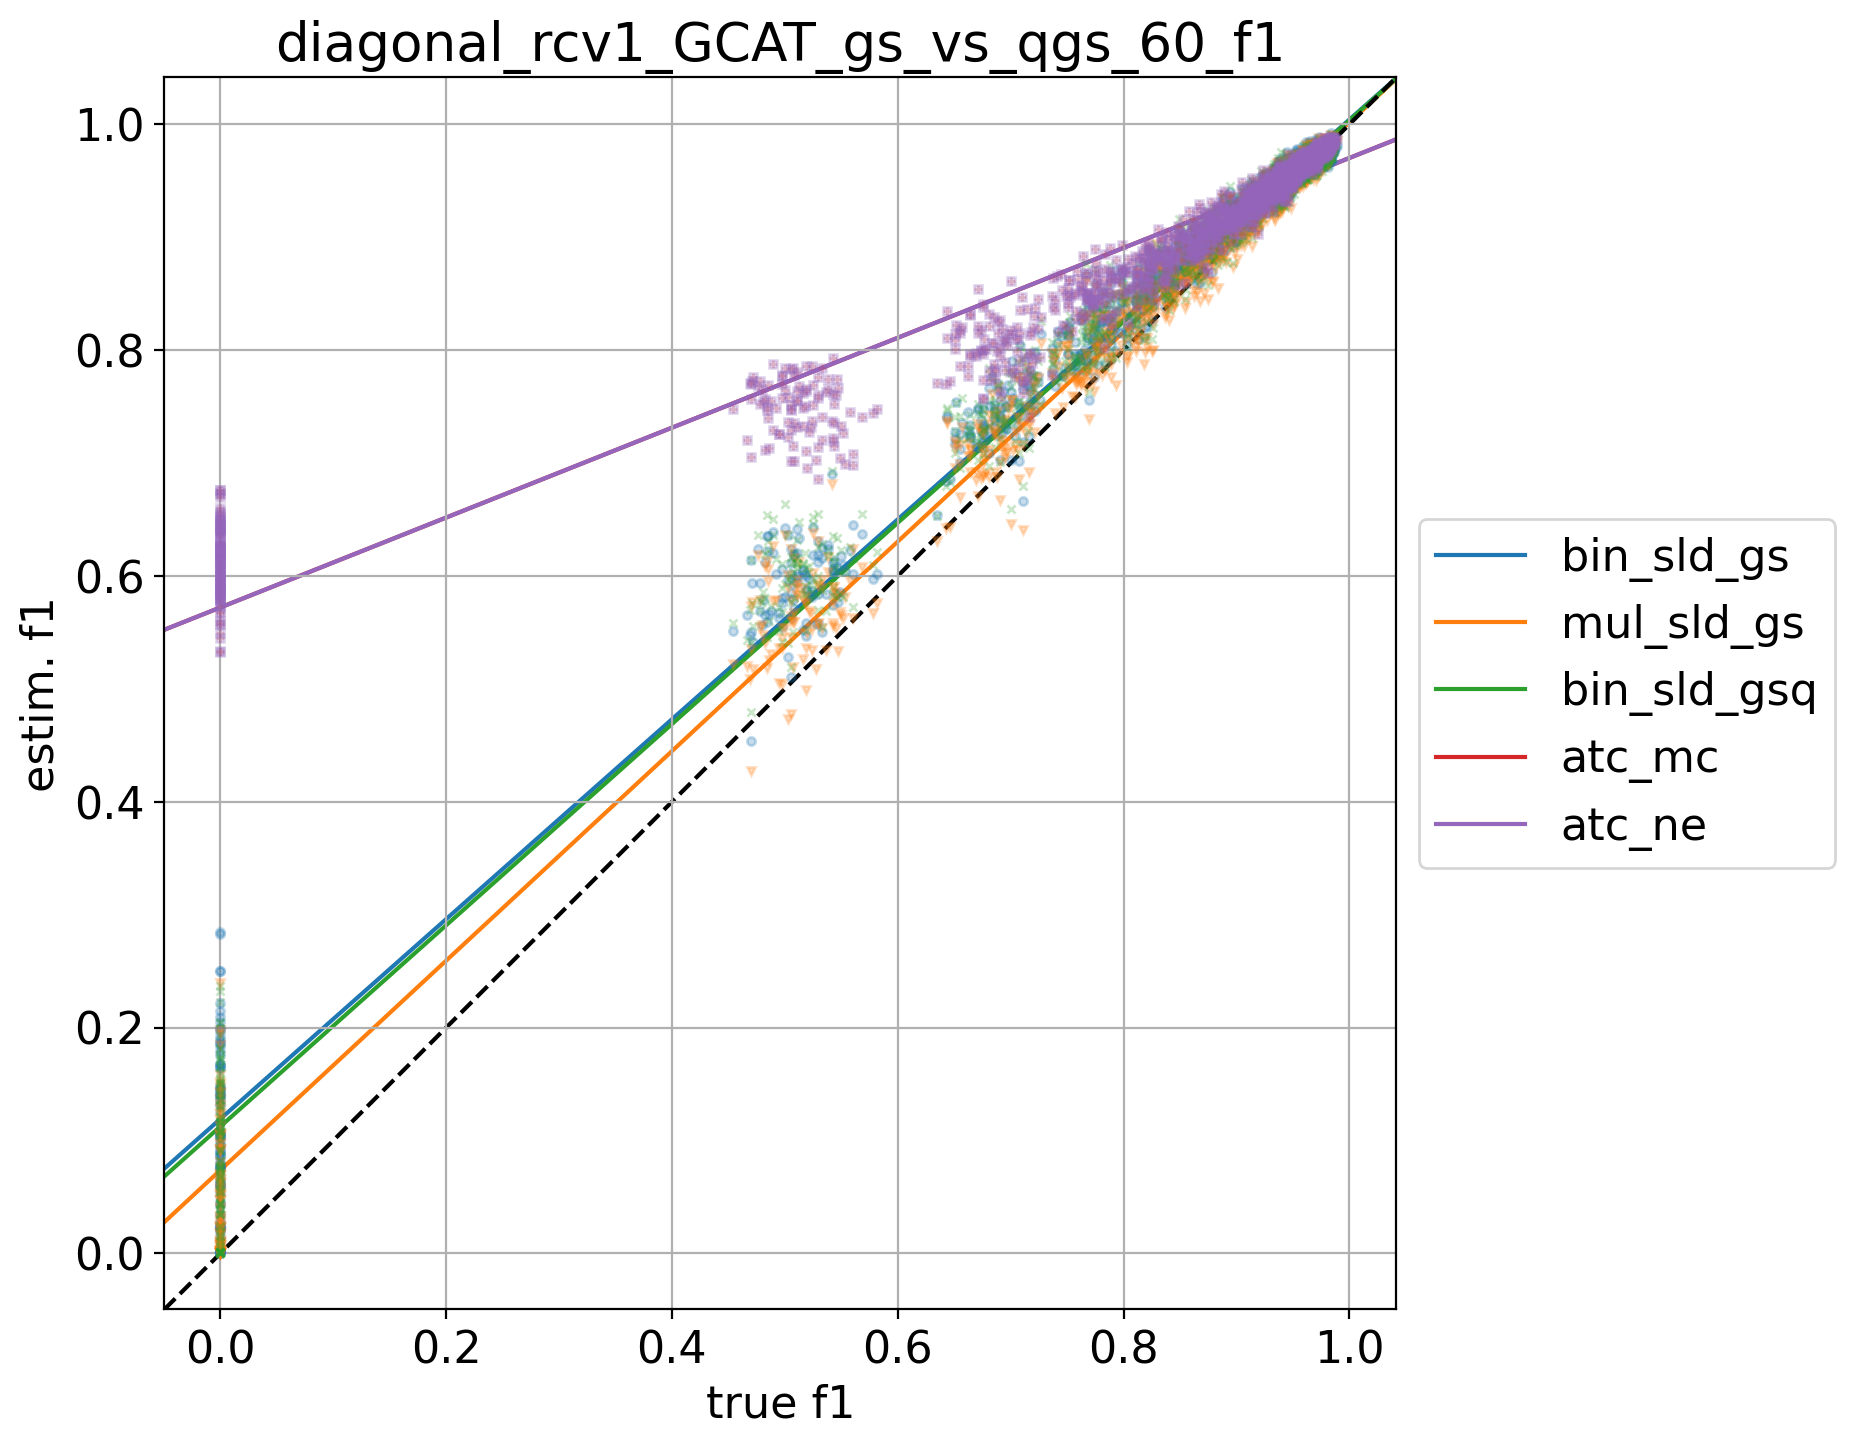 diagonal_rcv1_GCAT_gs_vs_qgs_60_f1
1.0
0.8
0.6
0.4
0.2
0.0
estim. f1
0.0 0.2 0.4 0.6 0.8 1.0
true f1
bin_sld_gs
mul_sld_gs
bin_sld_gsq
atc_mc
atc_ne